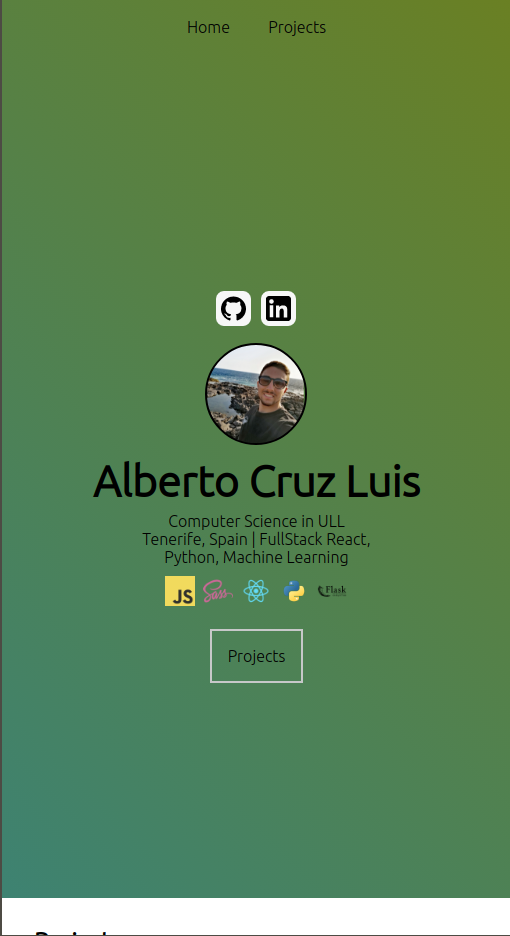 Home Projects
in
Alberto Cruz Luis
Computer Science in ULL
Tenerife, Spain | FullStack React,
Python, Machine Learning
JS Sass Flask
Projects